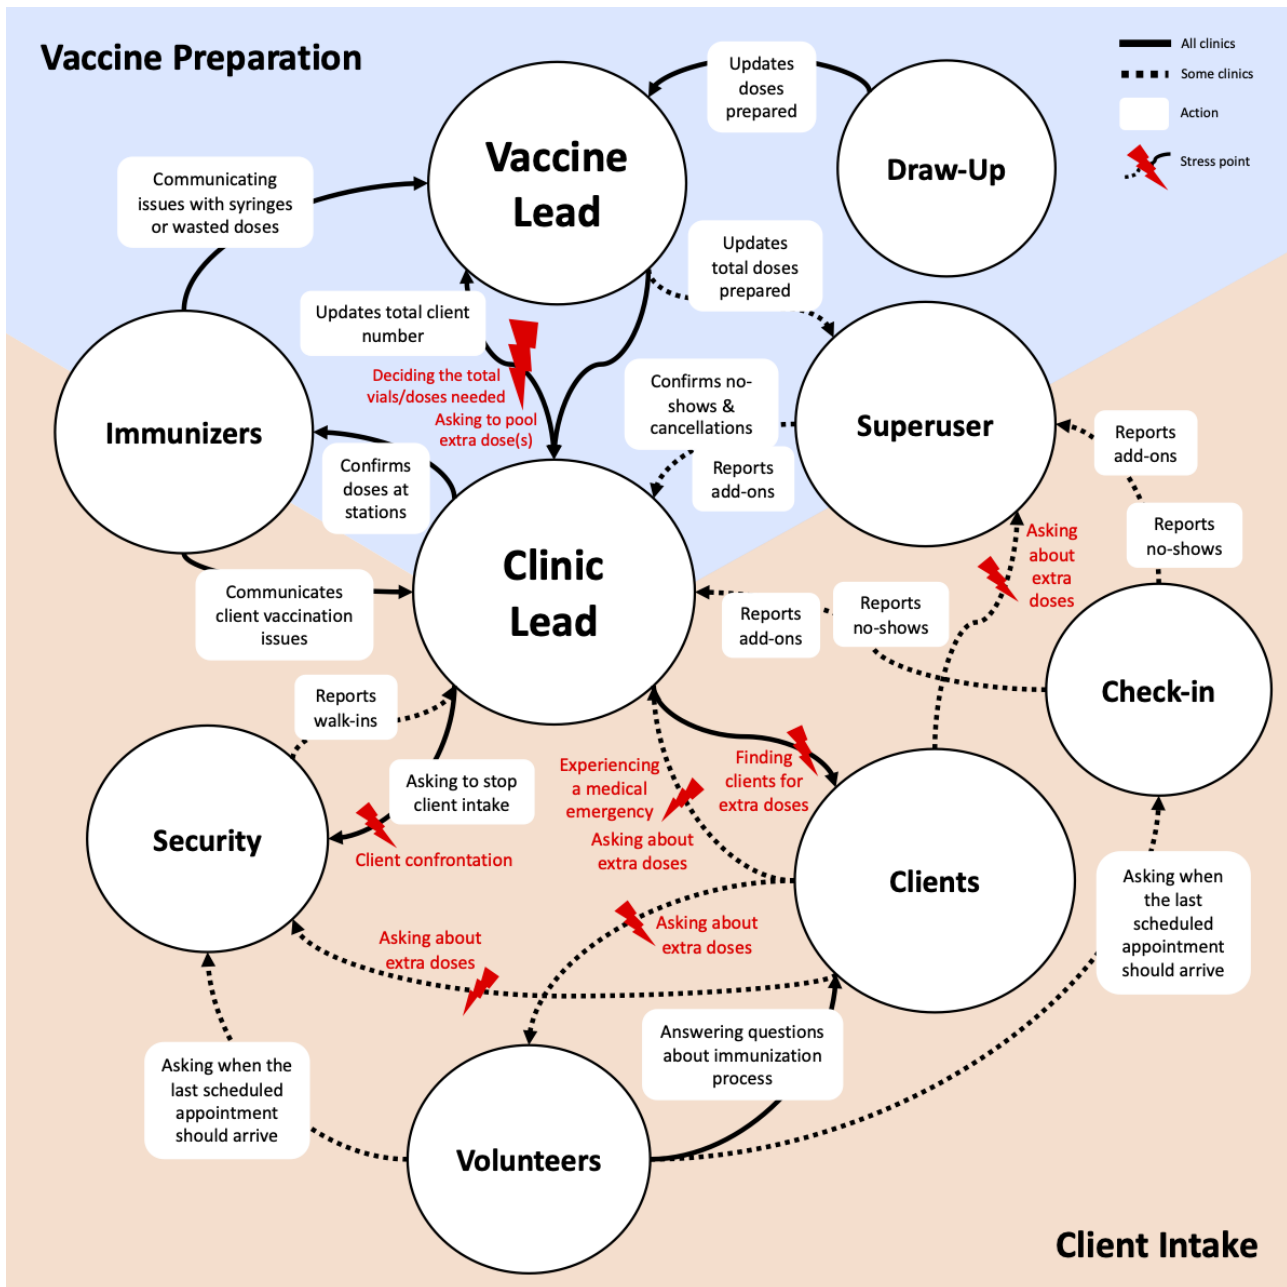 Vaccine Preparation
All clinics
Some clinics
Action
Stress point
Updates
doses
prepared
Vaccine
Lead
Draw-Up
Communicating
issues with syringes
or wasted doses
Updates
total doses
prepared
Updates total client
number
Deciding the total
vials/doses needed
Asking to pool
extra dose(s)
Confirms no-
shows &
cancellations
Reports
add-ons
Superuser
Reports
add-ons
Reports
no-shows
Immunizers
Confirms
doses at
stations
Asking
about
extra
doses
Clinic
Lead
Communicates
client vaccination
issues
Reports
add-ons
Reports
no-shows
Check-in
Reports
walk-ins
Asking to stop
client intake
Experiencing
a medical
emergency
Asking about
extra doses
Finding
clients for
extra doses
Security
Client confrontation
Clients
Asking when
the last
scheduled
appointment
should arrive
Asking about
extra doses
Asking about
extra doses
Answering questions
about immunization
process
Asking when the
last scheduled
appointment
should arrive
Volunteers
Client Intake